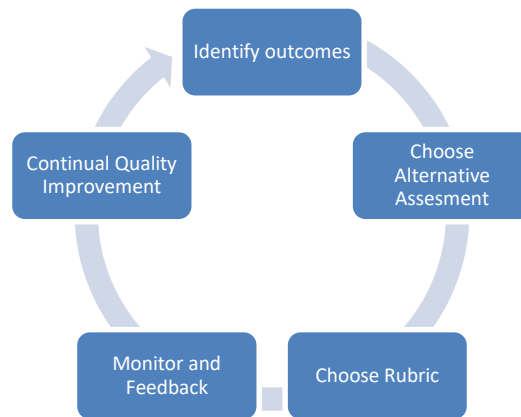 Identify outcomes
Choose
Alternative
Assesment
Choose Rubric
Monitor and
Feedback
Continual Quality
Improvement